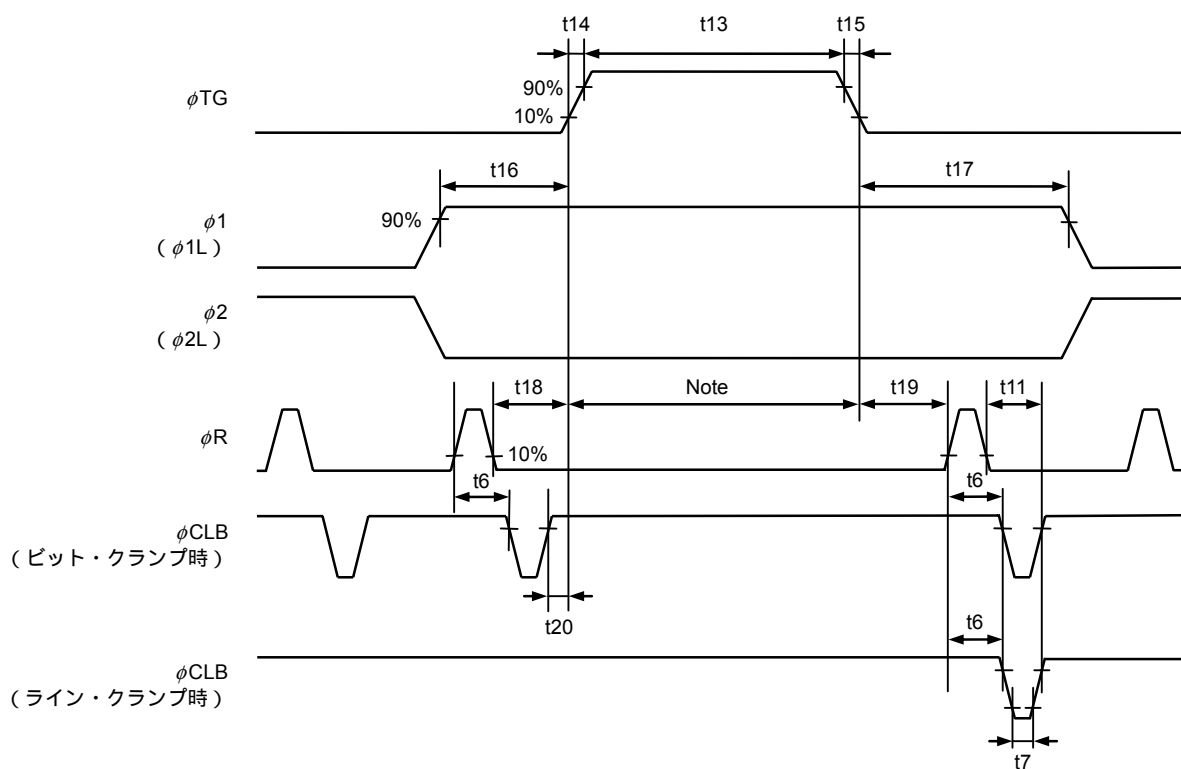 t14 t13 t15
90%
φTG
10%
t16 t17
φ1
90%
(φ1L)
φ2
(φ2L)
t18 Note t19 t11
φR
10%
t6 t6
φCLB
(ビット・クランプ時)
t20
t6
φCLB
(ライン・クランプ時)
t7